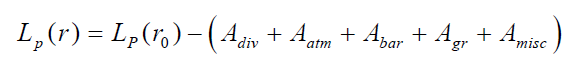 L_p(r) = L_P(r_0) − (A_div + A_atm + A_bar + A_gr + A_misc)